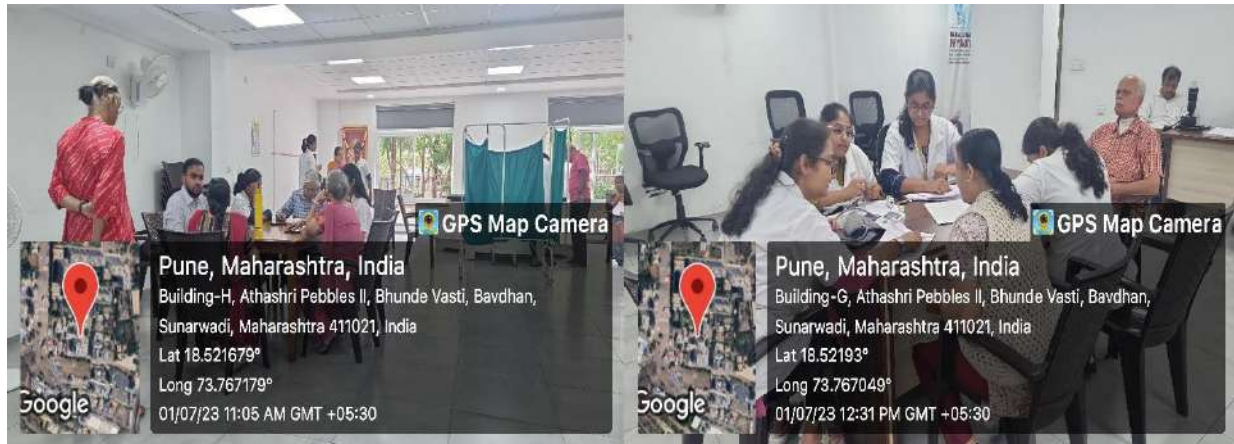 GPS Map Camera
Pune, Maharashtra, India
Building-H, Athashri Pebbles II, Bhunde Vasti, Bavdhan,
Sunarwadi, Maharashtra 411021, India
Lat 18.521679°
Long 73.767179°
01/07/23 11:05 AM GMT +05:30
Google
GPS Map Camera
Pune, Maharashtra, India
Building-G, Athashri Pebbles II, Bhunde Vasti, Bavdhan,
Sunarwadi, Maharashtra 411021, India
Lat 18.52193°
Long 73.767049°
01/07/23 12:31 PM GMT +05:30
Google